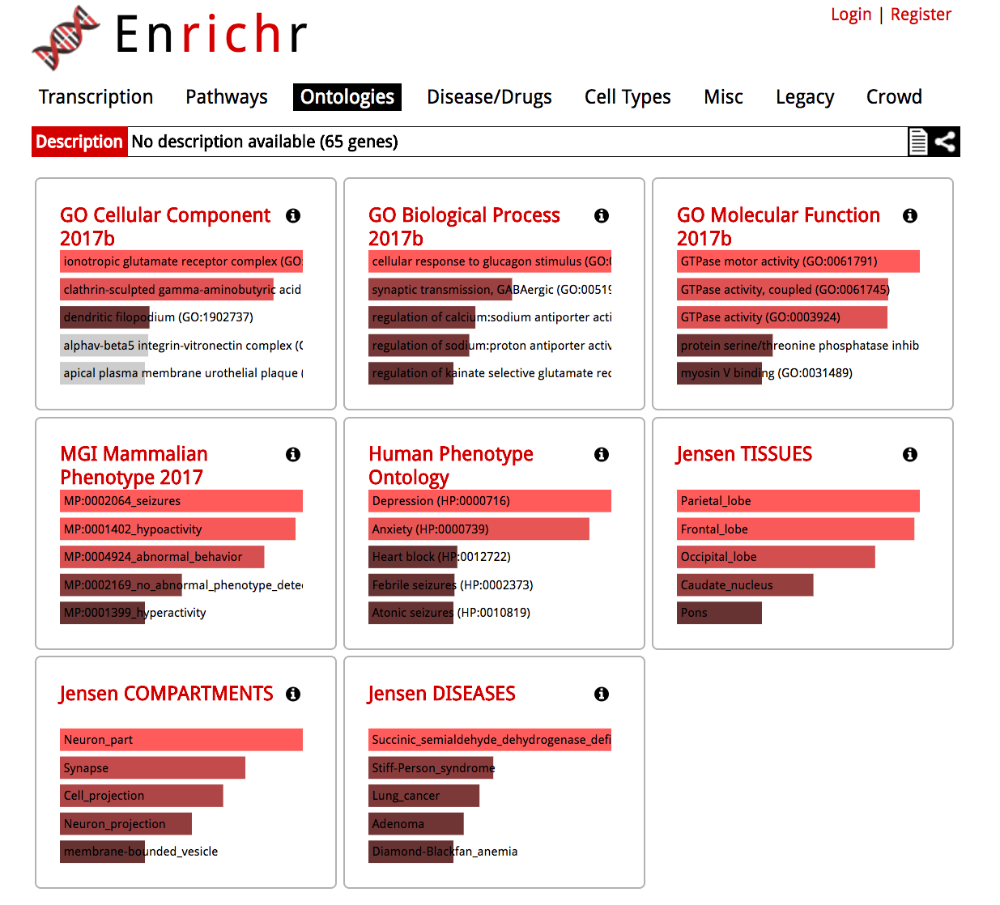 Enrichr
Login | Register
Transcription Pathways Ontologies Disease/Drugs Cell Types Misc Legacy Crowd
Description No description available (65 genes)
GO Cellular Component
2017b
ionotropic glutamate receptor complex (GO:
clathrin-sculpted gamma-aminobutyric acid
dendritic filopodium (GO:1902737)
alphav-beta5 integrin-vitronectin complex (
apical plasma membrane urothelial plaque (
GO Biological Process
2017b
cellular response to glucagon stimulus (GO:
synaptic transmission, GABAergic (GO:0051
regulation of calcium:sodium antiporter acti
regulation of sodium:proton antiporter activ
regulation of kainate selective glutamate rec
GO Molecular Function
2017b
GTPase motor activity (GO:0061791)
GTPase activity, coupled (GO:0061745)
GTPase activity (GO:0003924)
protein serine/threonine phosphatase inhib
myosin V binding (GO:0031489)
MGI Mammalian
Phenotype 2017
MP:0002064_seizures
MP:0001402_hypoactivity
MP:0004924_abnormal_behavior
MP:0002169_no_abnormal_phenotype_dete
MP:0001399_hyperactivity
Human Phenotype
Ontology
Depression (HP:0000716)
Anxiety (HP:0000739)
Heart block (HP:0012722)
Febrile seizures (HP:0002373)
Atonic seizures (HP:0010819)
Jensen TISSUES
Parietal_lobe
Frontal_lobe
Occipital_lobe
Caudate_nucleus
Pons
Jensen COMPARTMENTS
Neuron_part
Synapse
Cell_projection
Neuron_projection
membrane-bounded_vesicle
Jensen DISEASES
Succinic_semialdehyde_dehydrogenase_defi
Stiff-Person_syndrome
Lung_cancer
Adenoma
Diamond-Blackfan_anemia